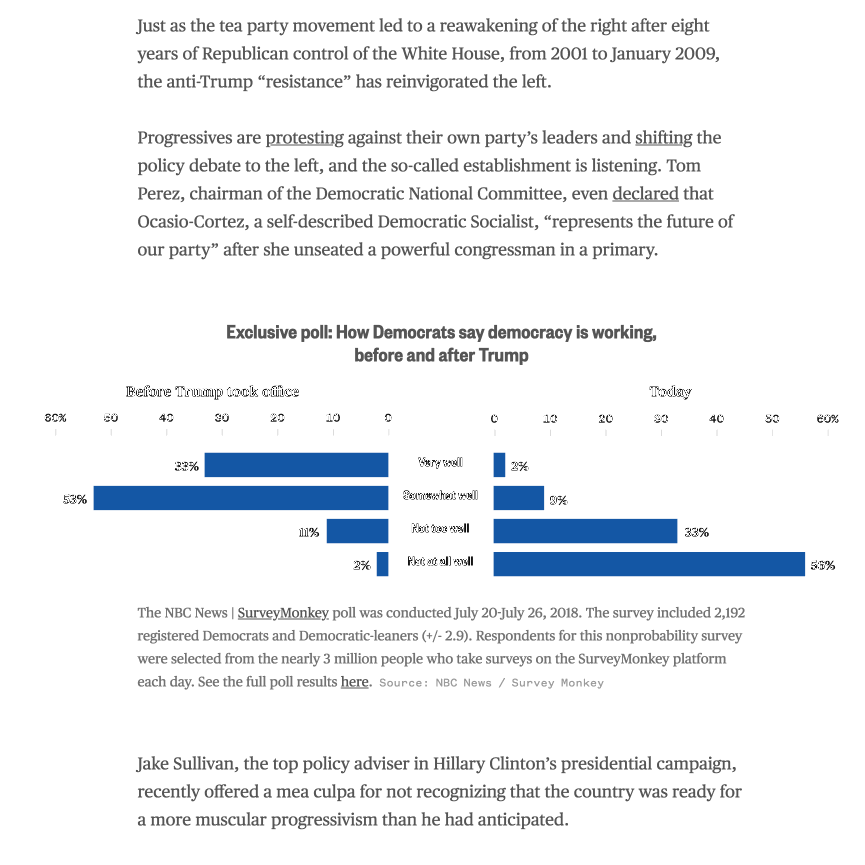 Just as the tea party movement led to a reawakening of the right after eight
years of Republican control of the White House, from 2001 to January 2009,
the anti-Trump “resistance” has reinvigorated the left.
Progressives are protesting against their own party’s leaders and shifting the
policy debate to the left, and the so-called establishment is listening. Tom
Perez, chairman of the Democratic National Committee, even declared that
Ocasio-Cortez, a self-described Democratic Socialist, “represents the future of
our party” after she unseated a powerful congressman in a primary.
Exclusive poll: How Democrats say democracy is working,
before and after Trump
Before Trump took office Today
60% 50 40 30 20 10 0 0 10 20 30 40 50 60%
33% Very well 2%
53% Somewhat well 9%
11% Not too well 33%
2% Not at all well
The NBC News | SurveyMonkey poll was conducted July 20-July 26, 2018. The survey included 2,192
registered Democrats and Democratic-leaners (+/- 2.9). Respondents for this nonprobability survey
were selected from the nearly 3 million people who take surveys on the SurveyMonkey platform
each day. See the full poll results here. Source: NBC News / Survey Monkey
Jake Sullivan, the top policy adviser in Hillary Clinton’s presidential campaign,
recently offered a mea culpa for not recognizing that the country was ready for
a more muscular progressivism than he had anticipated.